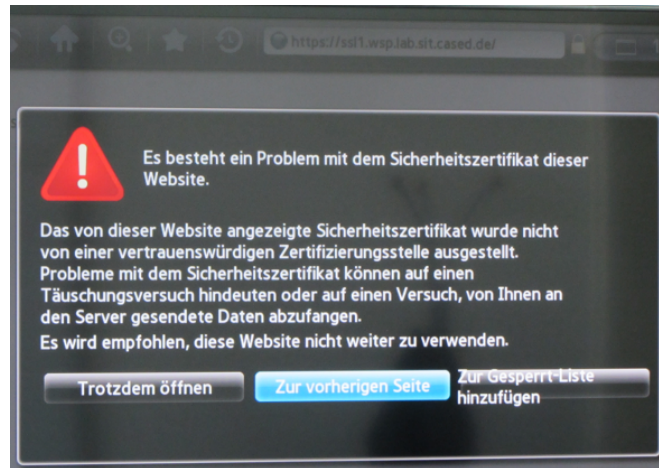 https://ssl1.wsp.lab.sit.cased.de/
Es besteht ein Problem mit dem Sicherheitszertifikat dieser
Website.
Das von dieser Website angezeigte Sicherheitszertifikat wurde nicht
von einer vertrauenswürdigen Zertifizierungsstelle ausgestellt.
Probleme mit dem Sicherheitszertifikat können auf einen
Täuschungsversuch hindeuten oder auf einen Versuch, von Ihnen an
den Server gesendete Daten abzufangen.
Es wird empfohlen, diese Website nicht weiter zu verwenden.
Trotzdem öffnen
Zur vorherigen Seite
Zur Gesperrt-Liste
hinzufügen